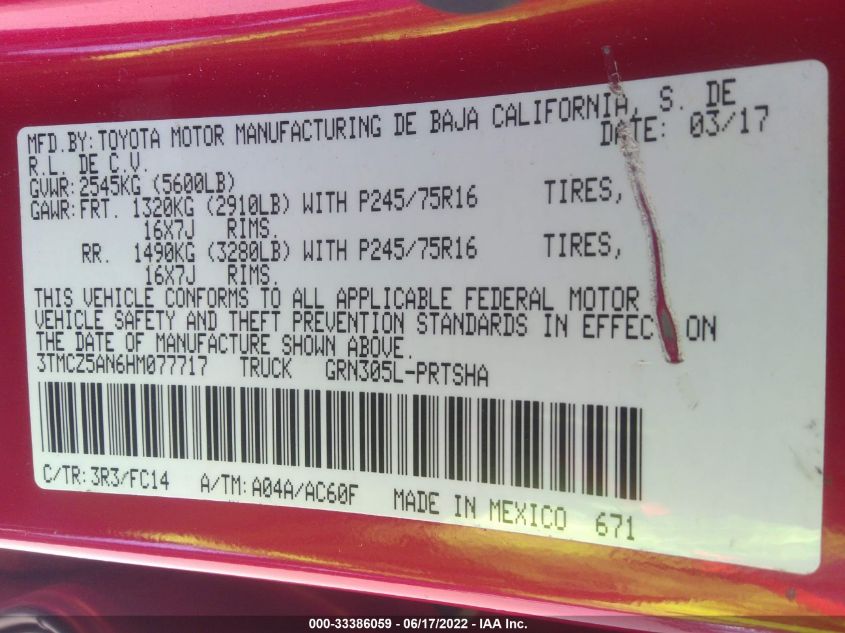 MFD.BY:TOYOTA MOTOR MANUFACTURING DE BAJA CALIFORNIA, S. DE
R.L. DE C.V. DATE: 03/17
GVWR:2545KG (5600LB)
GAWR:FRT. 1320KG (2910LB) WITH P245/75R16 TIRES,
16X7J RIMS.
RR. 1490KG (3280LB) WITH P245/75R16 TIRES,
16X7J RIMS.
THIS VEHICLE CONFORMS TO ALL APPLICABLE FEDERAL MOTOR
VEHICLE SAFETY AND THEFT PREVENTION STANDARDS IN EFFEC ON
THE DATE OF MANUFACTURE SHOWN ABOVE.
3TMCZ5AN6HM077717 TRUCK GRN305L-PRTSHA
C/TR:3R3/FC14 A/TM:A04A/AC60F MADE IN MEXICO 671
000-33386059 - 06/17/2022 - IAA Inc.